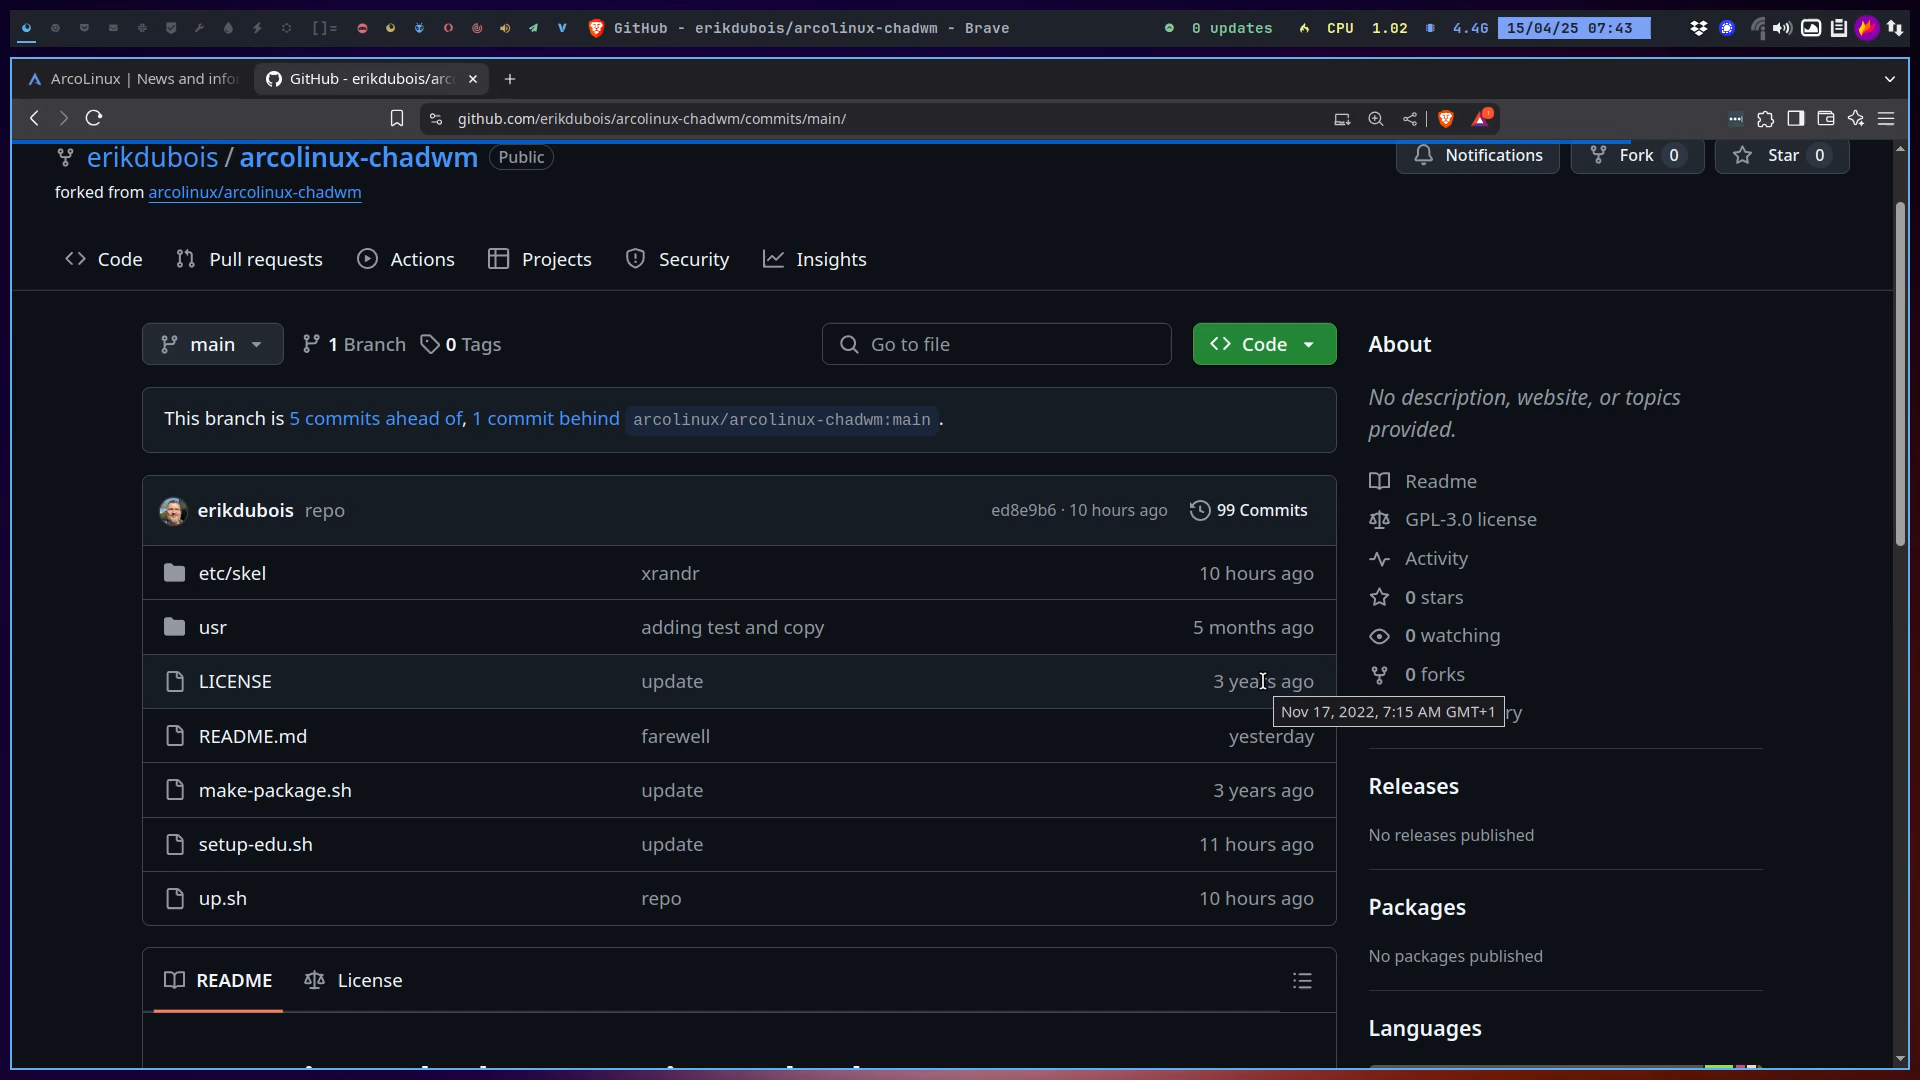 []= GitHub - erikdubois/arcolinux-chadwm - Brave 0 updates CPU 1.02 4.4G 15/04/25 07:43
ArcoLinux | News and info GitHub - erikdubois/arc
github.com/erikdubois/arcolinux-chadwm/commits/main/
erikdubois / arcolinux-chadwm Public Notifications Fork 0 Star 0
forked from arcolinux/arcolinux-chadwm
Code Pull requests Actions Projects Security Insights
main 1 Branch 0 Tags Go to file Code
This branch is 5 commits ahead of, 1 commit behind arcolinux/arcolinux-chadwm:main .
erikdubois repo ed8e9b6 · 10 hours ago 99 Commits
etc/skel xrandr 10 hours ago
usr adding test and copy 5 months ago
LICENSE update 3 years ago
Nov 17, 2022, 7:15 AM GMT+1
README.md farewell yesterday
make-package.sh update 3 years ago
setup-edu.sh update 11 hours ago
up.sh repo 10 hours ago
README License
About
No description, website, or topics
provided.
Readme
GPL-3.0 license
Activity
0 stars
0 watching
0 forks
Releases
No releases published
Packages
No packages published
Languages